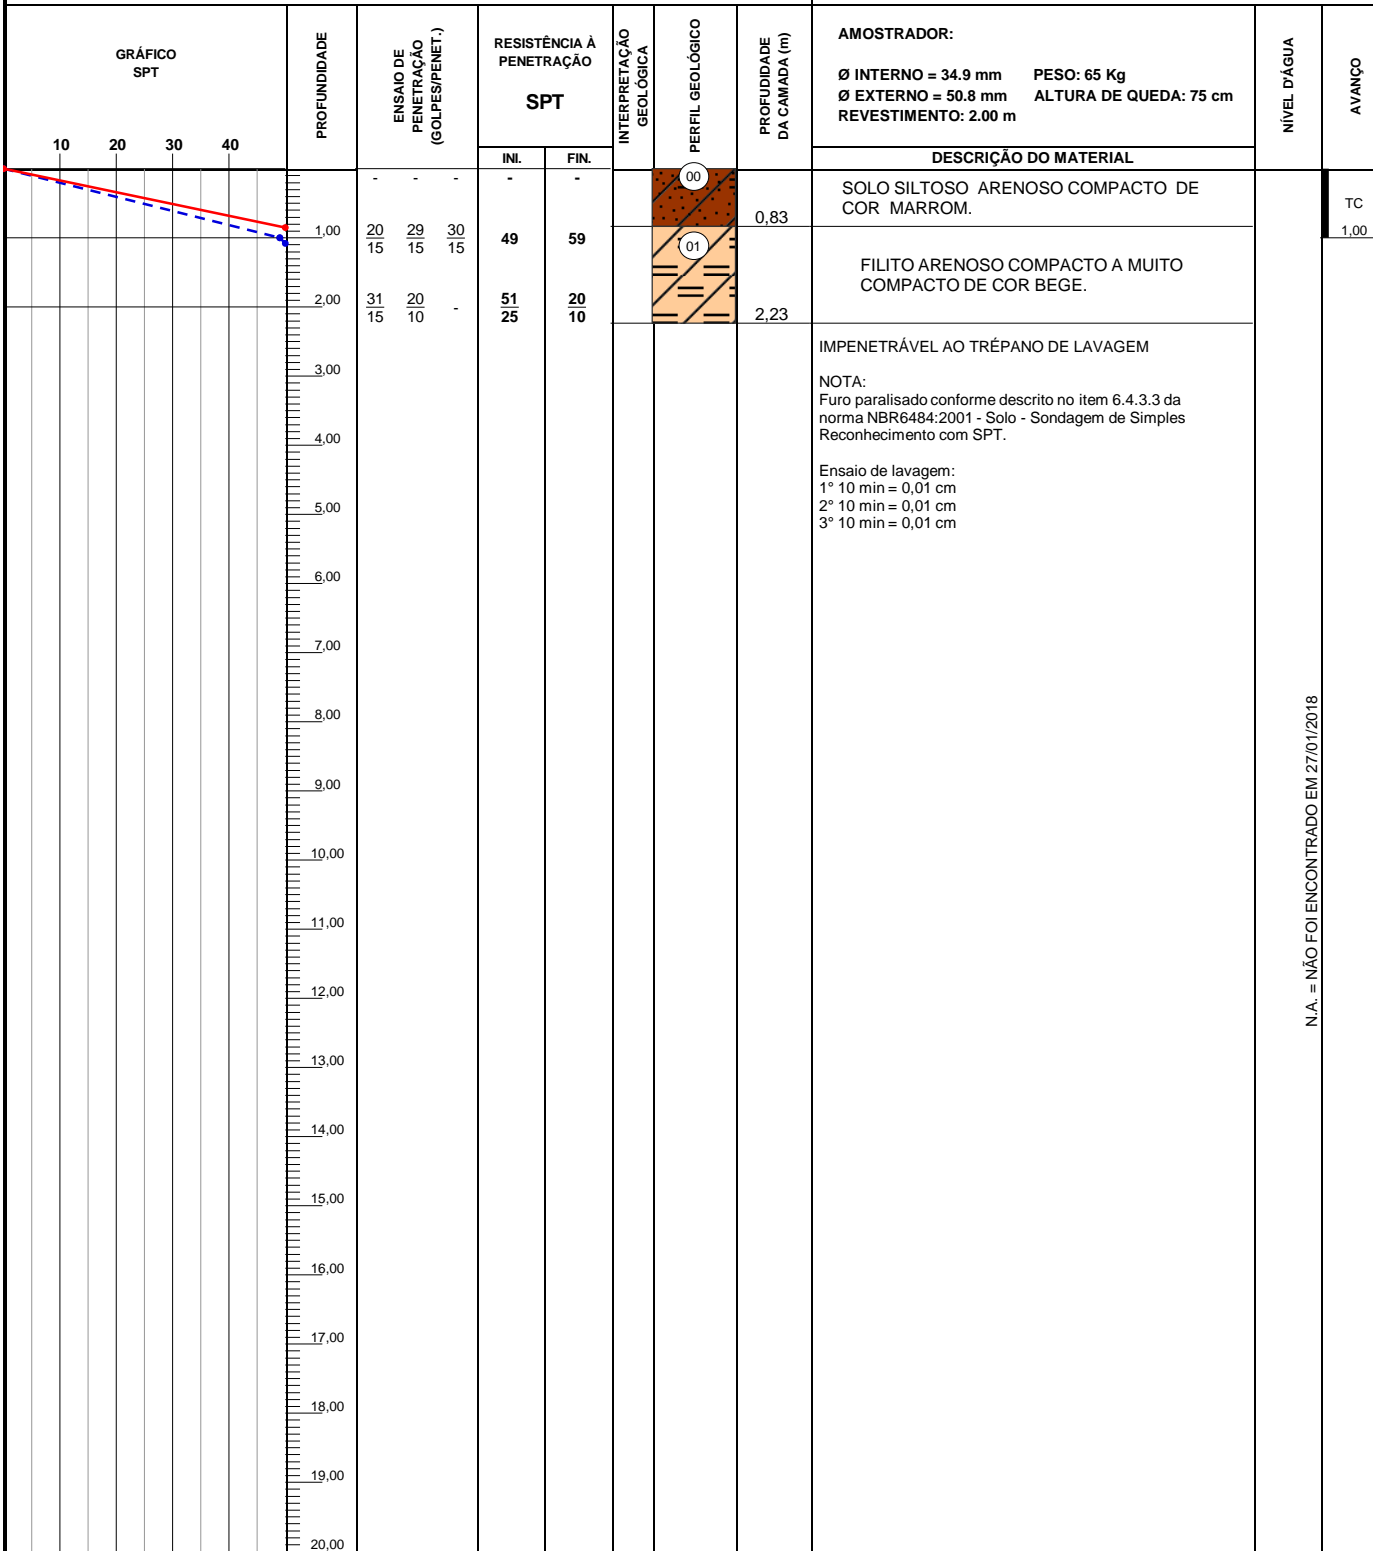 GRÁFICO
SPT
10 20 30 40
PROFUNDIDADE
ENSAIO DE
PENETRAÇÃO
(GOLPES/PENET.)
RESISTÊNCIA À
PENETRAÇÃO
SPT
INI. FIN.
INTERPRETAÇÃO
GEOLÓGICA
PERFIL GEOLÓGICO
PROFUDIDADE
DA CAMADA (m)
AMOSTRADOR:
Ø INTERNO = 34.9 mm PESO: 65 Kg
Ø EXTERNO = 50.8 mm ALTURA DE QUEDA: 75 cm
REVESTIMENTO: 2.00 m
DESCRIÇÃO DO MATERIAL
NÍVEL D'ÁGUA
AVANÇO
- - - - -
00
0,83
SOLO SILTOSO ARENOSO COMPACTO DE
COR MARROM.
TC
1,00
1,00
20 29 30
15 15 15
49 59
01
FILITO ARENOSO COMPACTO A MUITO
COMPACTO DE COR BEGE.
2,00
31 20 - 51 20
15 10 25 10
2,23
IMPENETRÁVEL AO TRÉPANO DE LAVAGEM
NOTA:
Furo paralisado conforme descrito no item 6.4.3.3 da
norma NBR6484:2001 - Solo - Sondagem de Simples
Reconhecimento com SPT.
Ensaio de lavagem:
1° 10 min = 0,01 cm
2° 10 min = 0,01 cm
3° 10 min = 0,01 cm
3,00
4,00
5,00
6,00
7,00
8,00
9,00
10,00
11,00
12,00
13,00
14,00
15,00
16,00
17,00
18,00
19,00
20,00
N.A. = NÃO FOI ENCONTRADO EM 27/01/2018